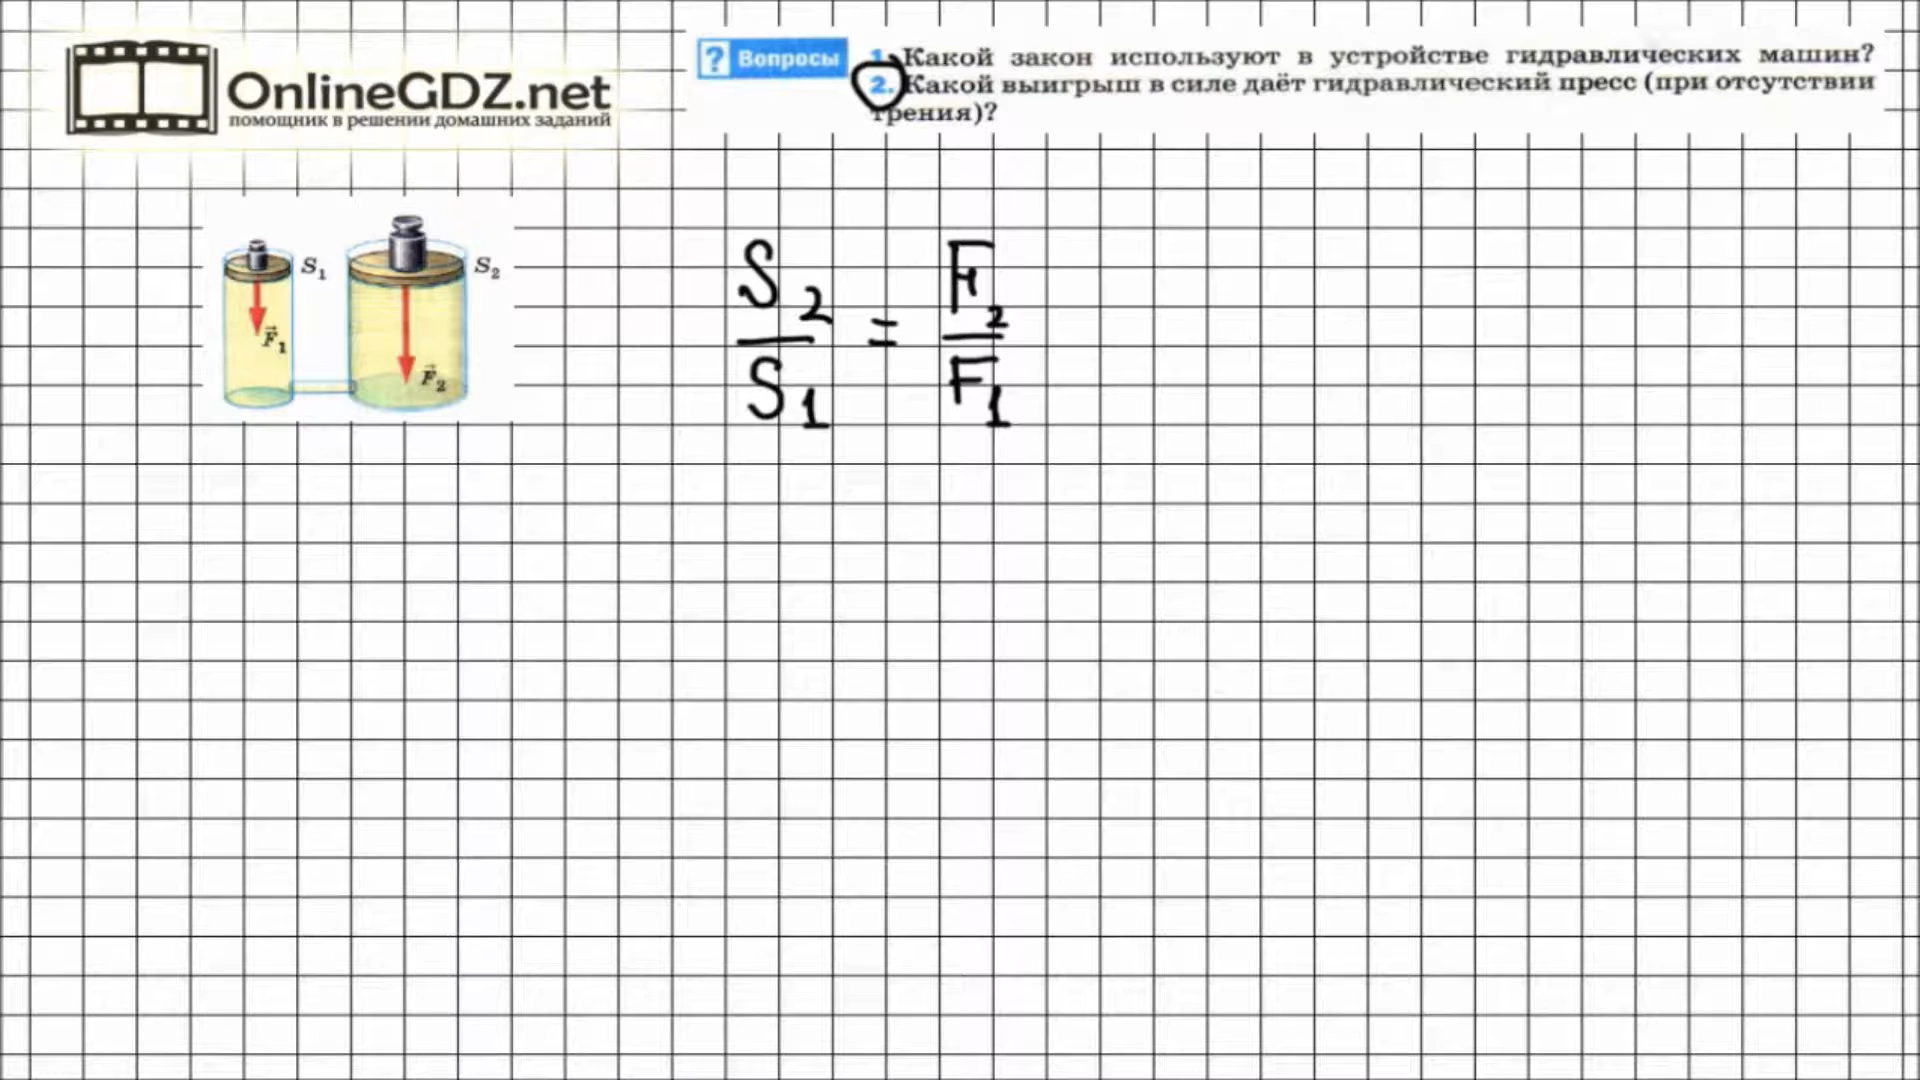 OnlineGDZ.net
помощник в решении домашних заданий
? Вопросы
1. Какой закон используют в устройстве гидравлических машин?
2. Какой выигрыш в силе даёт гидравлический пресс (при отсутствии
трения)?
S1
S2
F1
F2
S2/S1 = F2/F1